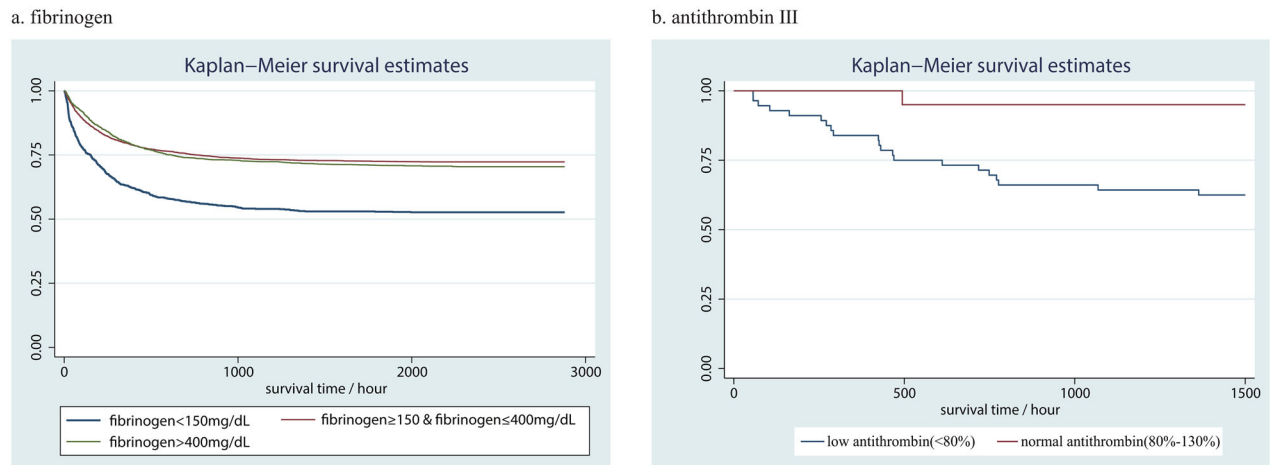 a. fibrinogen
Kaplan−Meier survival estimates
1.00
0.75
0.50
0.25
0.00
0 1000 2000 3000
survival time / hour
fibrinogen<150mg/dL fibrinogen≥150 & fibrinogen≤400mg/dL
fibrinogen>400mg/dL
b. antithrombin III
Kaplan−Meier survival estimates
1.00
0.75
0.50
0.25
0.00
0 500 1000 1500
survival time / hour
low antithrombin(<80%) normal antithrombin(80%-130%)